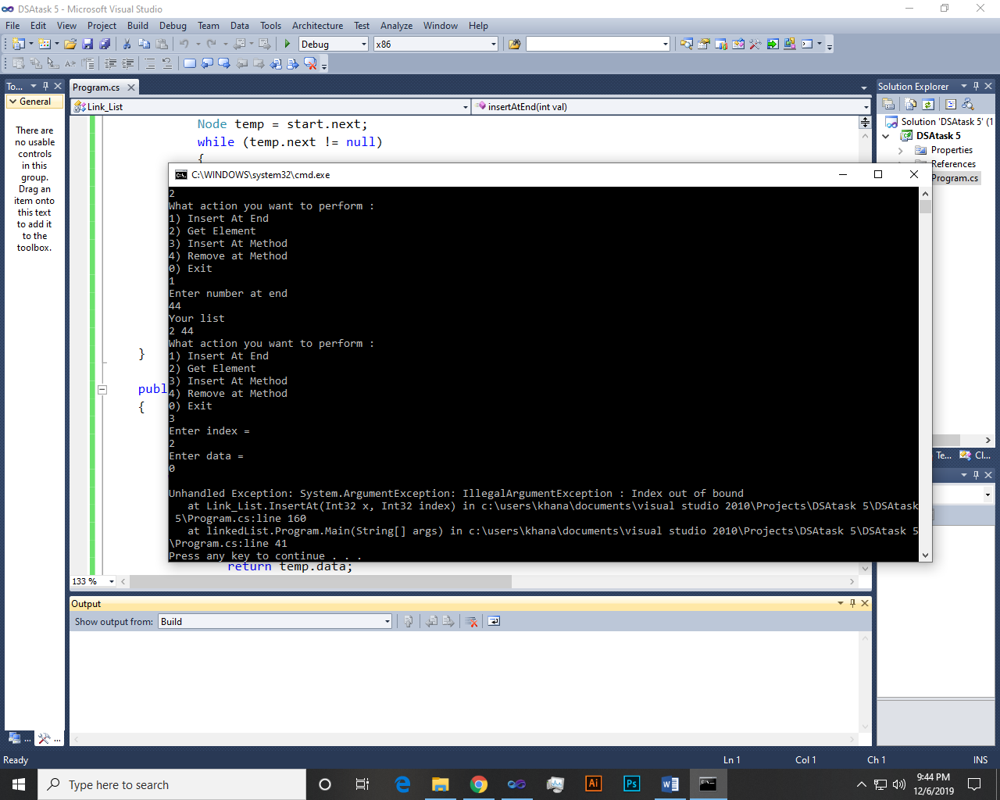 DSAtask 5 - Microsoft Visual Studio
File Edit View Project Build Debug Team Data Tools Architecture Test Analyze Window Help
Debug x86
To...
General
There are
no usable
controls
in this
group.
Drag an
item onto
this text
to add it
to the
toolbox.
Program.cs
Link_List insertAtEnd(int val)
Node temp = start.next;
while (temp.next != null)
{
}
publ
{
return temp.data;
133 %
C:\WINDOWS\system32\cmd.exe
2
What action you want to perform :
1) Insert At End
2) Get Element
3) Insert At Method
4) Remove at Method
0) Exit
1
Enter number at end
44
Your list
2 44
What action you want to perform :
1) Insert At End
2) Get Element
3) Insert At Method
4) Remove at Method
0) Exit
3
Enter index =
2
Enter data =
0
Unhandled Exception: System.ArgumentException: IllegalArgumentException : Index out of bound
at Link_List.InsertAt(Int32 x, Int32 index) in c:\users\khana\documents\visual studio 2010\Projects\DSAtask 5\DSAtask
5\Program.cs:line 160
at linkedList.Program.Main(String[] args) in c:\users\khana\documents\visual studio 2010\Projects\DSAtask 5\DSAtask 5
\Program.cs:line 41
Press any key to continue . . .
Solution Explorer
Solution 'DSAtask 5' (1
DSAtask 5
Properties
References
Program.cs
Te... Cl...
Output
Show output from: Build
... ...
Ready Ln 1 Col 1 Ch 1 INS
Type here to search
Ai Ps
9:44 PM
12/6/2019